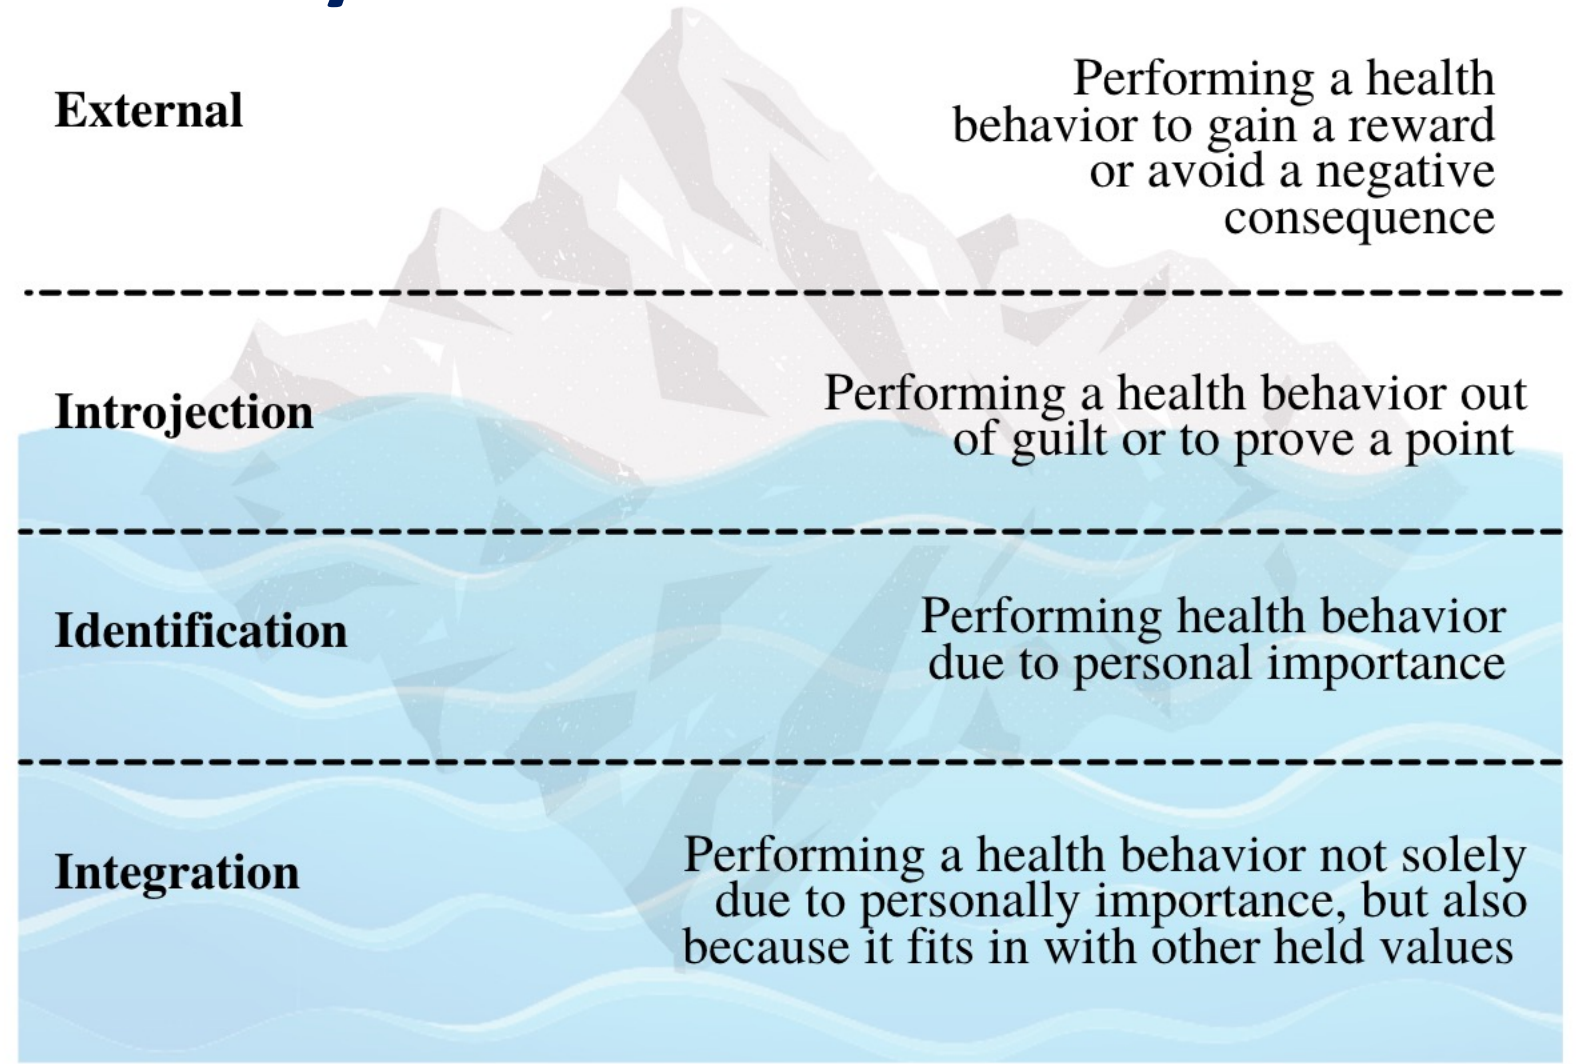 External
Performing a health
behavior to gain a reward
or avoid a negative
consequence
Introjection
Performing a health behavior out
of guilt or to prove a point
Identification
Performing health behavior
due to personal importance
Integration
Performing a health behavior not solely
due to personally importance, but also
because it fits in with other held values